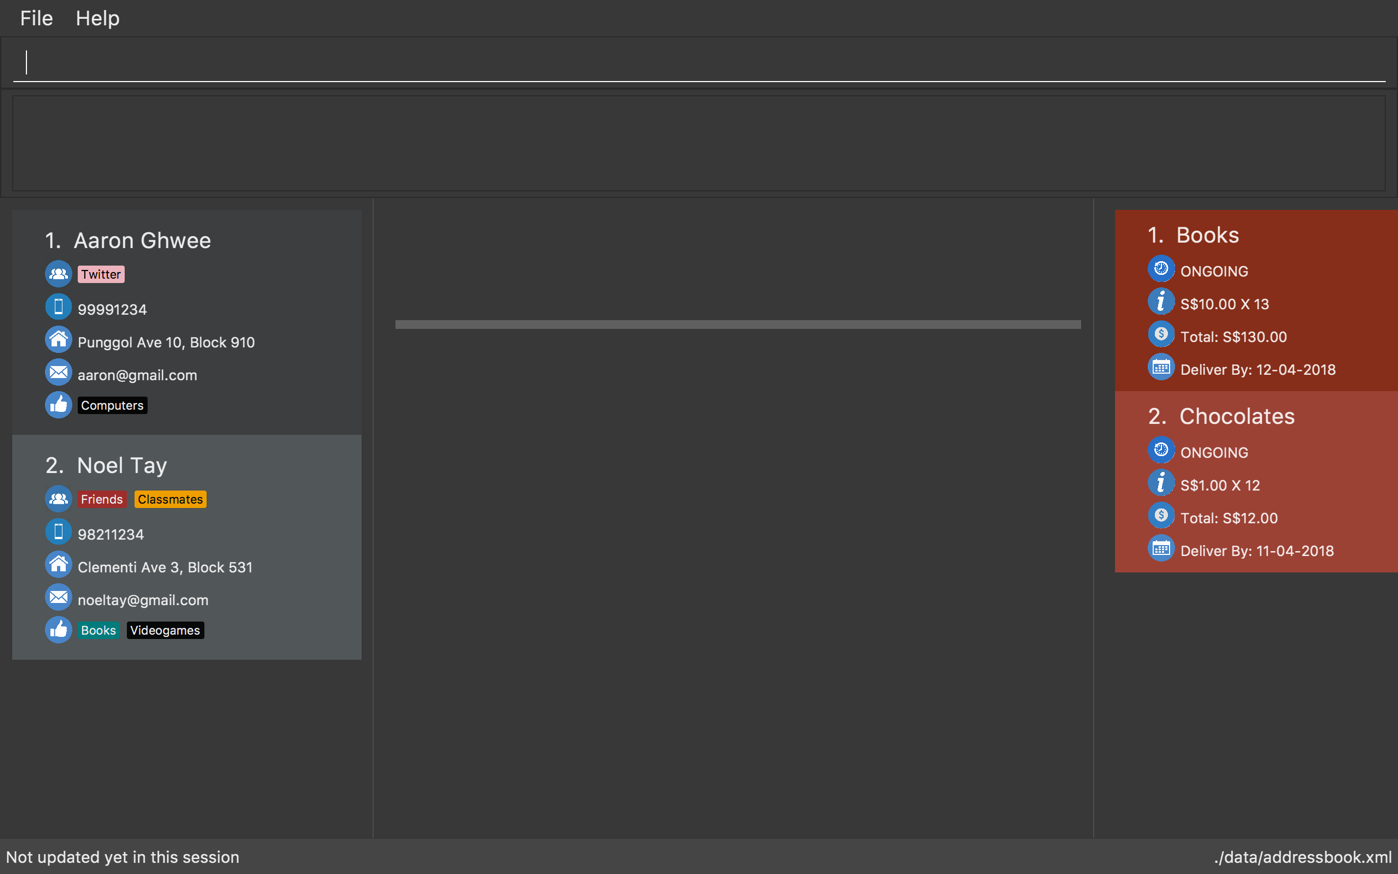 File Help
1. Aaron Ghwee
Twitter
99991234
Punggol Ave 10, Block 910
aaron@gmail.com
Computers
2. Noel Tay
Friends Classmates
98211234
Clementi Ave 3, Block 531
noeltay@gmail.com
Books Videogames
1. Books
ONGOING
S$10.00 X 13
Total: S$130.00
Deliver By: 12-04-2018
2. Chocolates
ONGOING
S$1.00 X 12
Total: S$12.00
Deliver By: 11-04-2018
Not updated yet in this session
./data/addressbook.xml